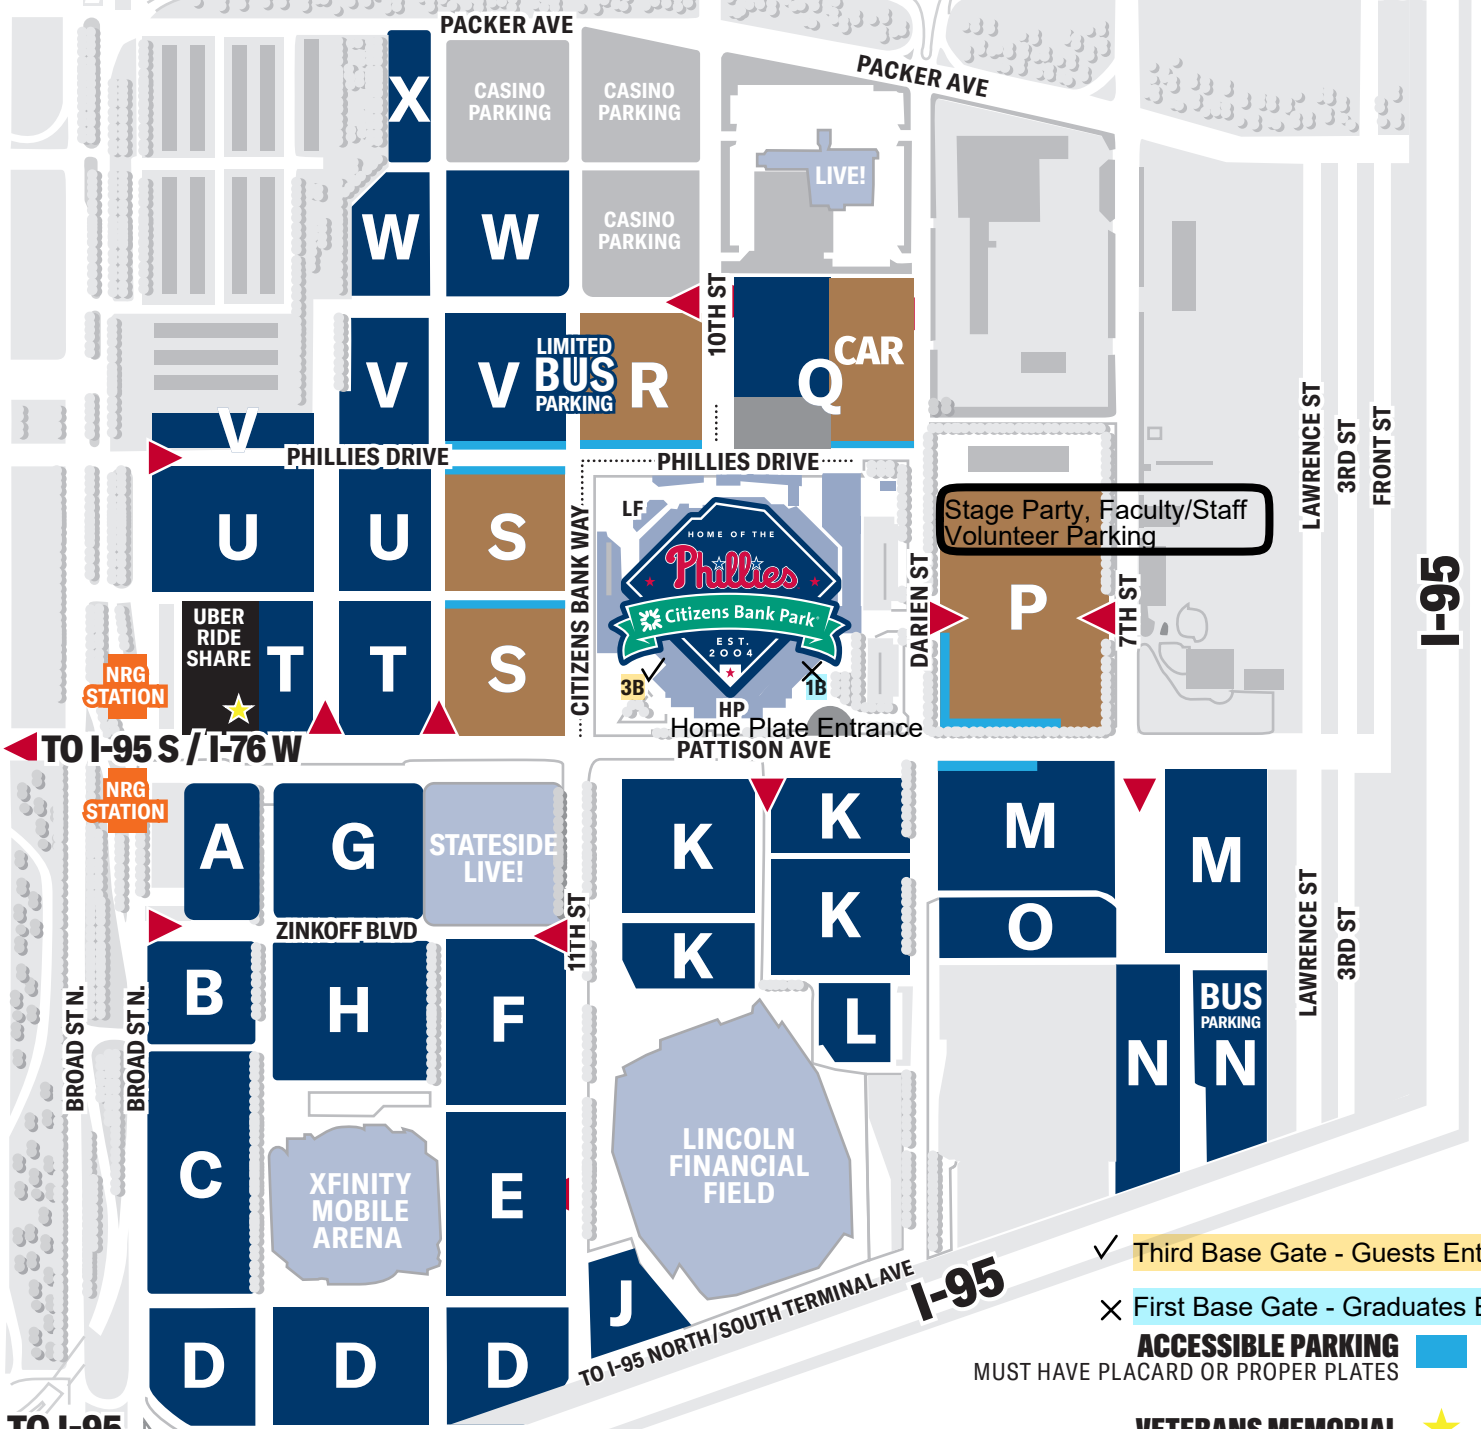 PACKER AVE
PACKER AVE
X
CASINO
PARKING
CASINO
PARKING
LIVE!
W
W
CASINO
PARKING
10TH ST
V
V
LIMITED
BUS
PARKING
R
Q
CAR
V
PHILLIES DRIVE
PHILLIES DRIVE
LAWRENCE ST
3RD ST
FRONT ST
I-95
U
U
S
CITIZENS BANK WAY
LF
HOME OF THE
Phillies
Citizens Bank Park
EST.
2004
3B
1B
HP
Home Plate Entrance
Stage Party, Faculty/Staff
Volunteer Parking
DARIEN ST
P
7TH ST
UBER
RIDE
SHARE
T
T
S
NRG
STATION
TO I-95 S / I-76 W
PATTISON AVE
NRG
STATION
A
G
STATESIDE
LIVE!
K
K
K
K
M
M
O
ZINKOFF BLVD
11TH ST
LAWRENCE ST
3RD ST
BROAD ST N.
BROAD ST N.
B
H
F
L
N
BUS
PARKING
N
C
XFINITY
MOBILE
ARENA
E
LINCOLN
FINANCIAL
FIELD
J
D
D
D
TO I-95 NORTH/SOUTH TERMINAL AVE
I-95
Third Base Gate - Guests Ent
First Base Gate - Graduates E
ACCESSIBLE PARKING
MUST HAVE PLACARD OR PROPER PLATES
VETERANS MEMORIAL
TO I-95